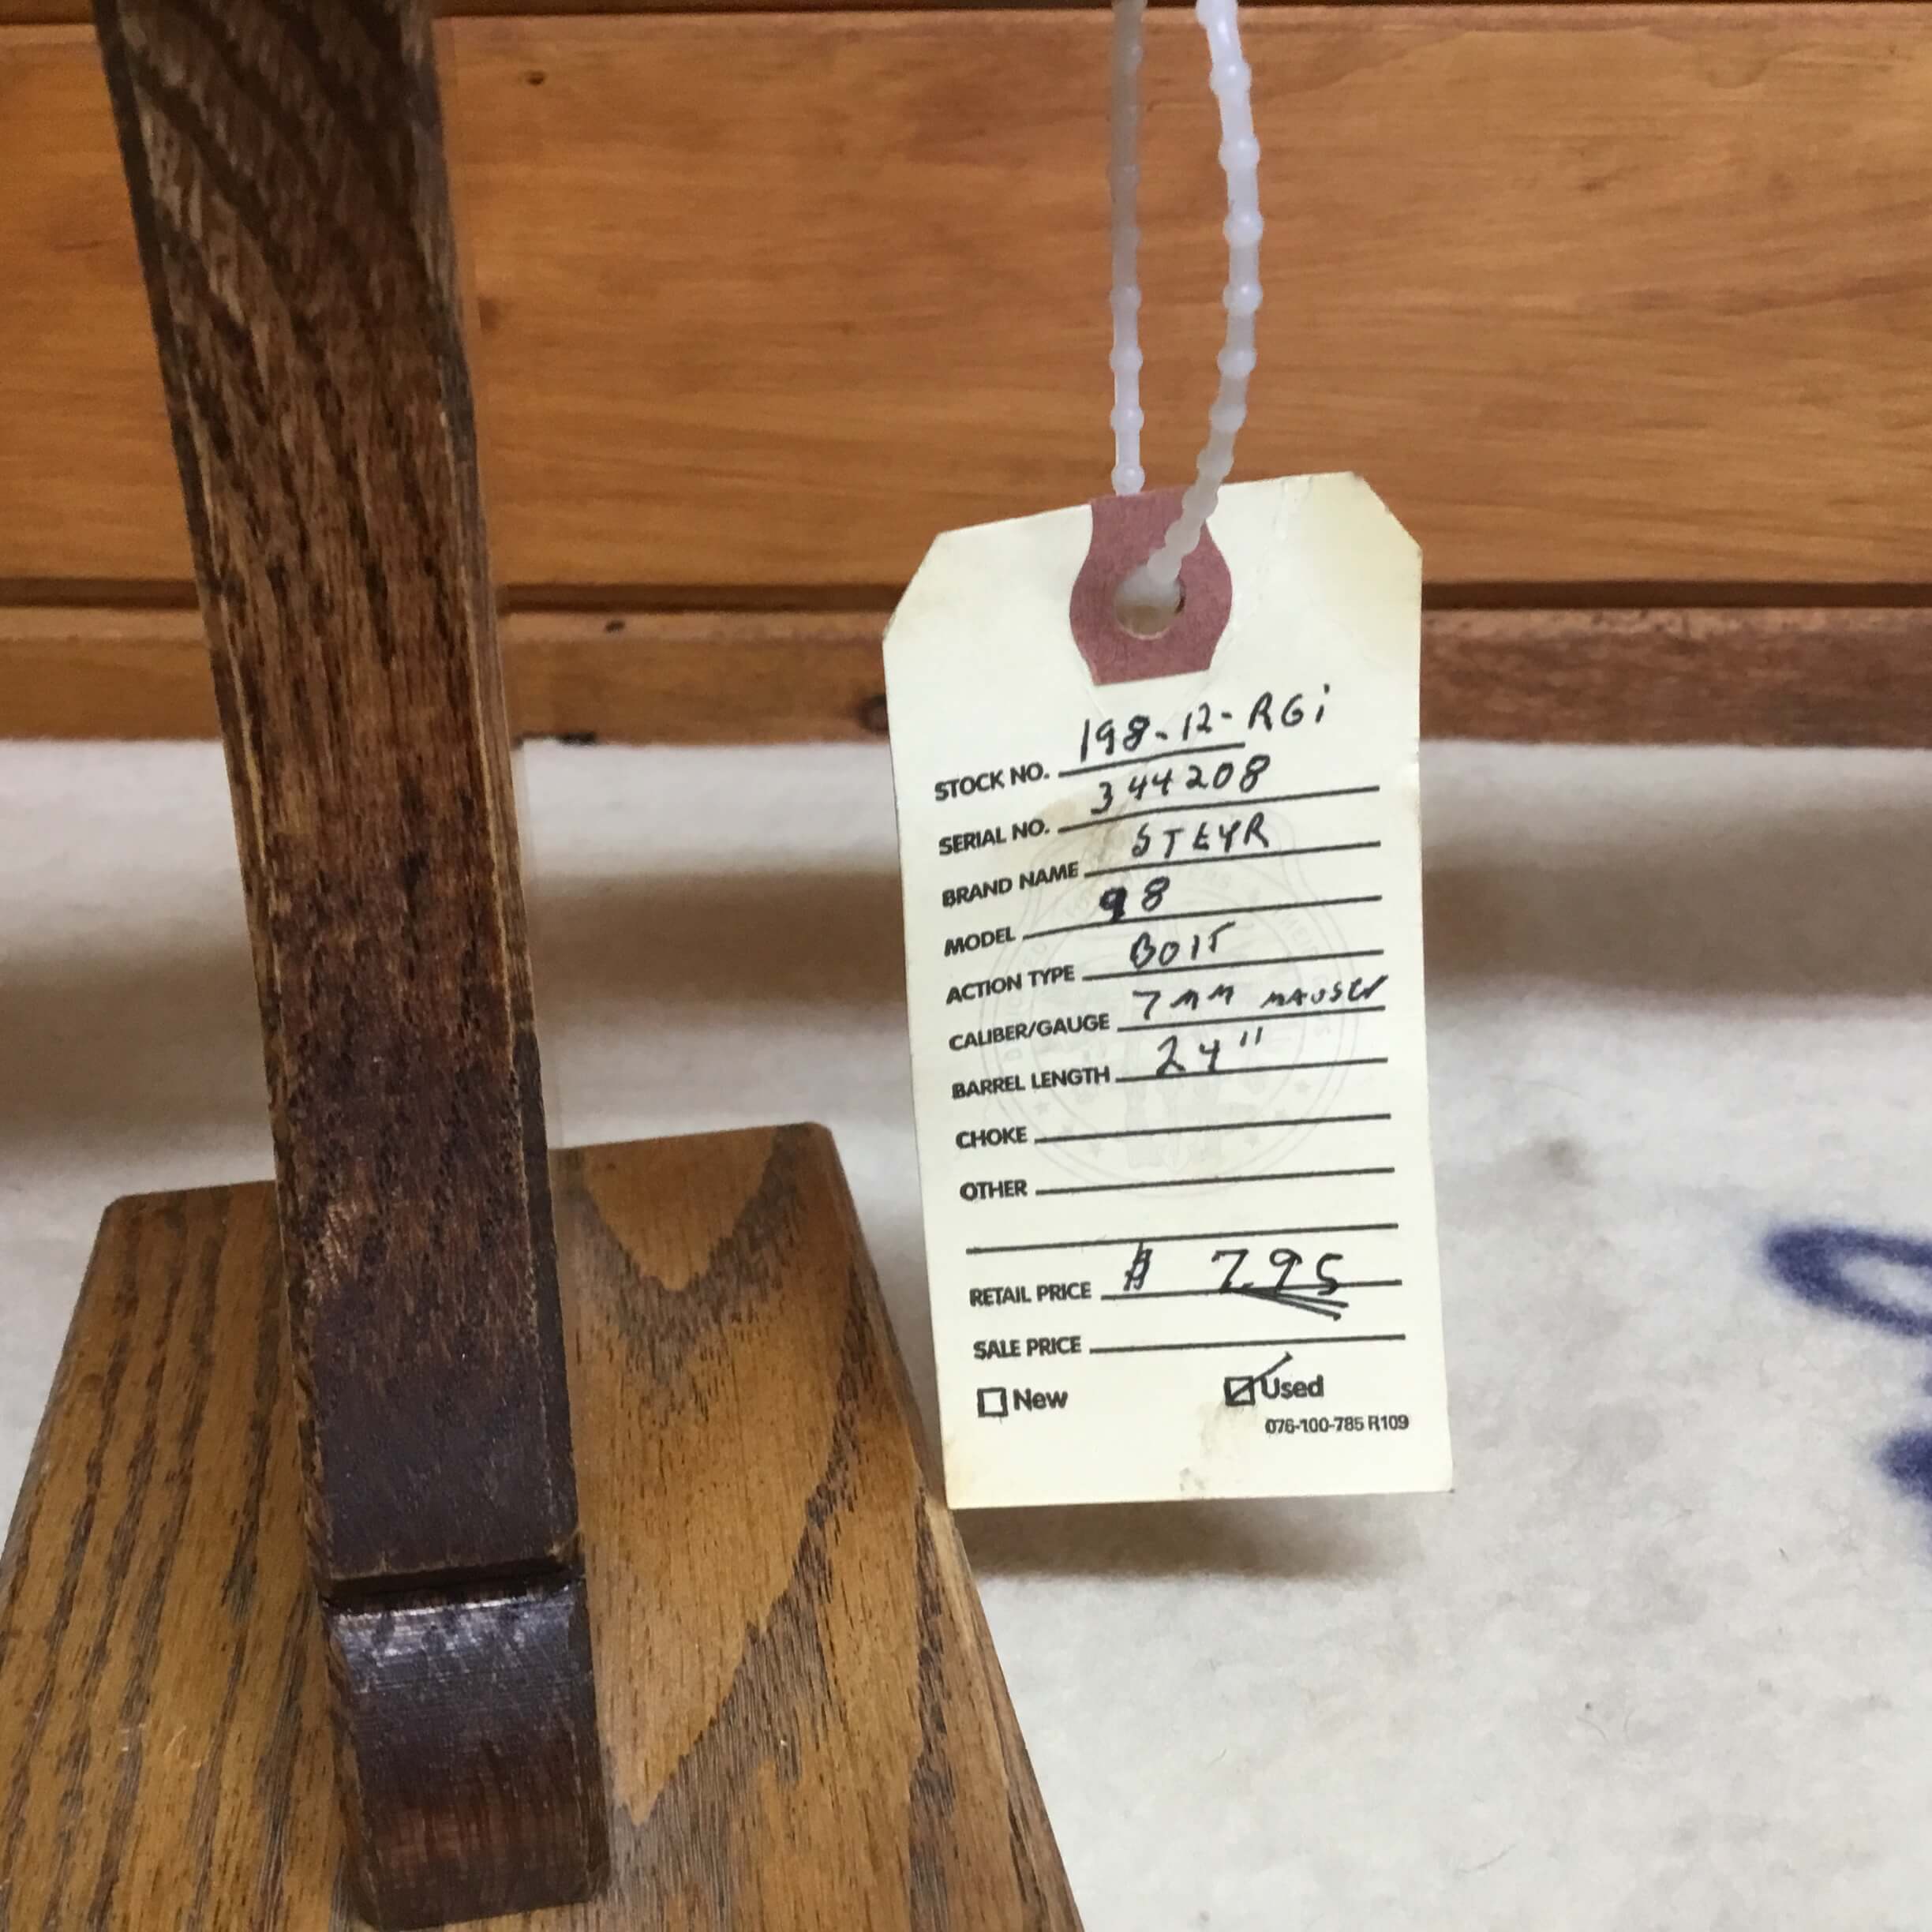 STOCK NO. 198-12-RGi
SERIAL NO. 344208
BRAND NAME STEYR
MODEL 98
ACTION TYPE BOLT
CALIBER/GAUGE 7MM MAUSER
BARREL LENGTH 24"
CHOKE
OTHER
RETAIL PRICE $ 795
SALE PRICE
New Used
076-100-785 R109